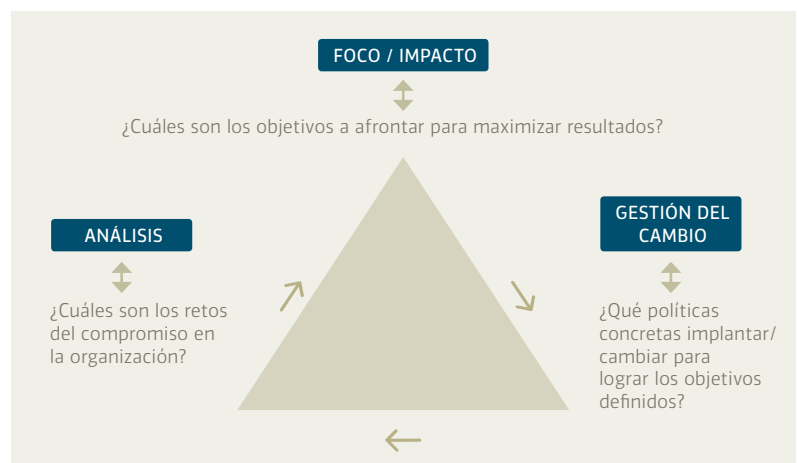 FOCO / IMPACTO
¿Cuáles son los objetivos a afrontar para maximizar resultados?
ANÁLISIS
¿Cuáles son los retos
del compromiso en
la organización?
GESTIÓN DEL
CAMBIO
¿Qué políticas
concretas implantar/
cambiar para
lograr los objetivos
definidos?